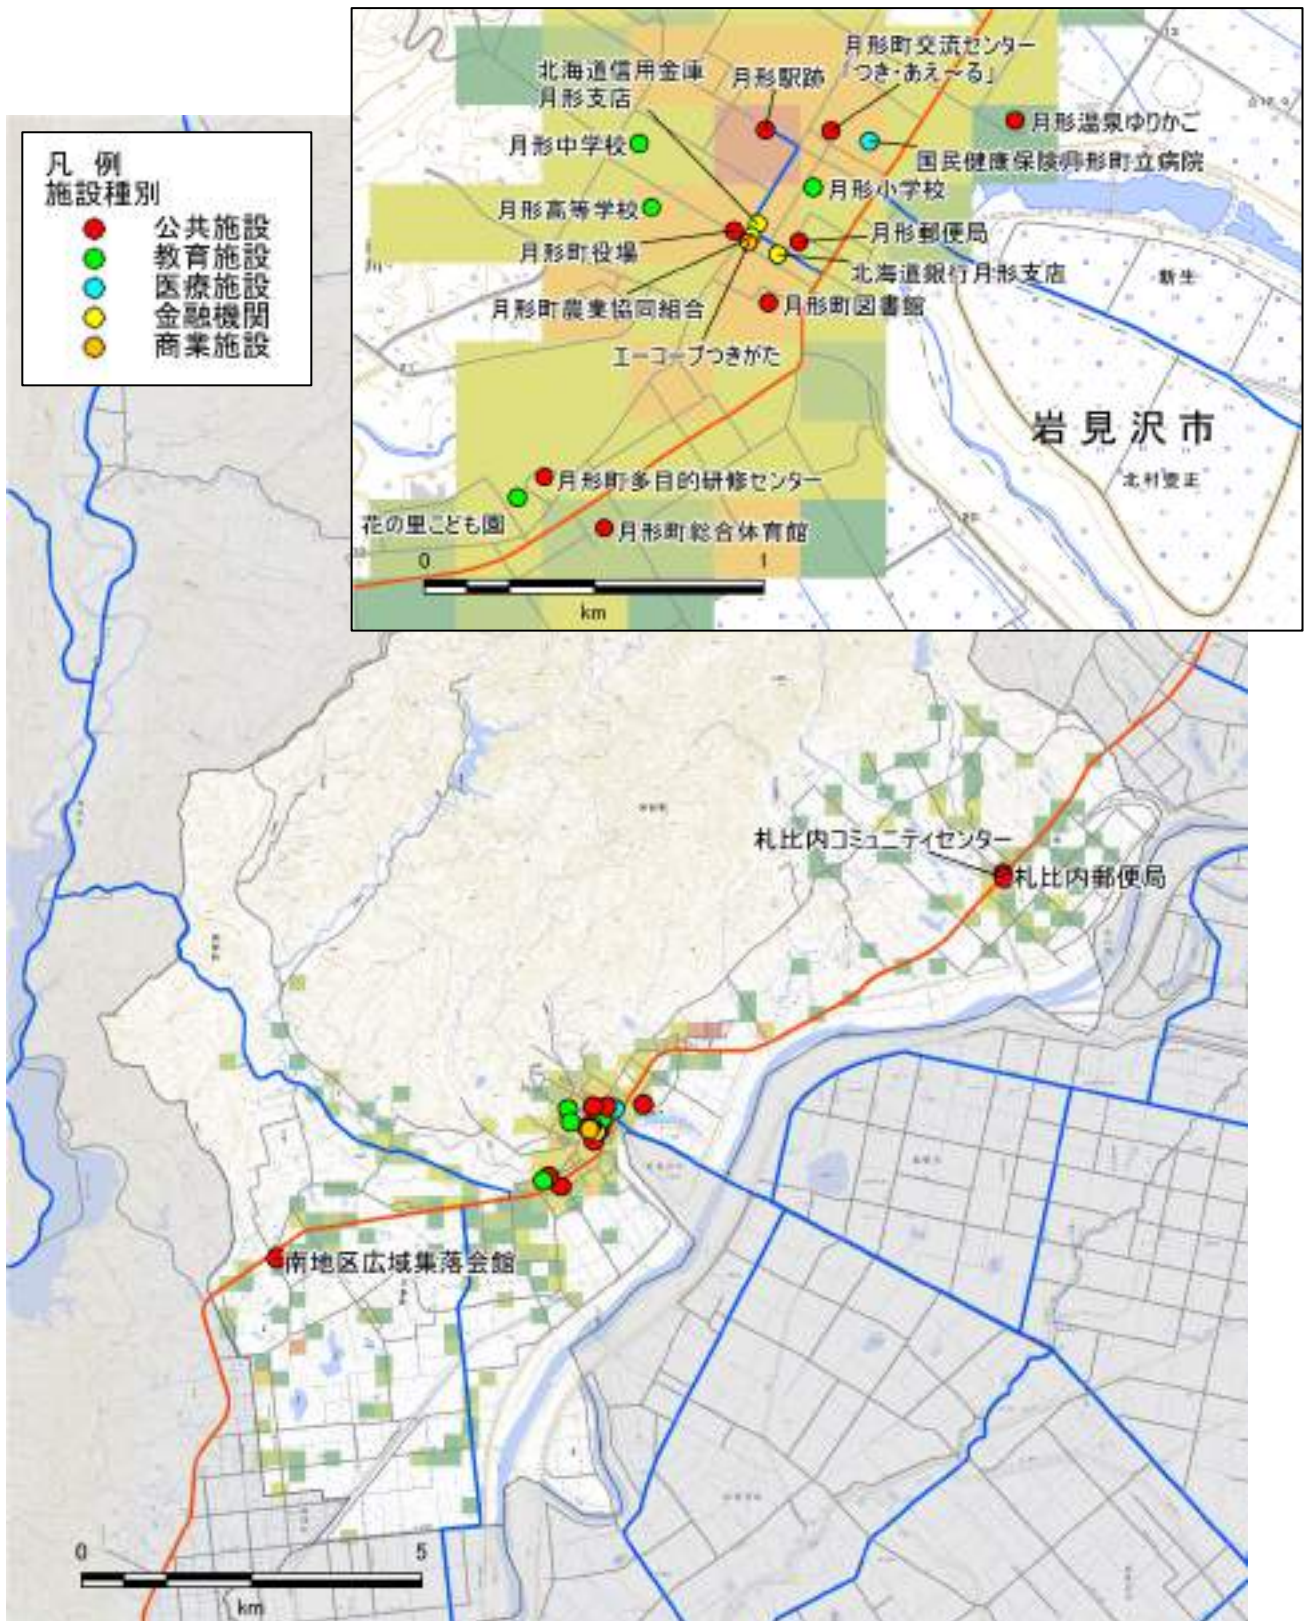 凡 例
施設種別
公共施設
教育施設
医療施設
金融機関
商業施設
北海道信用金庫
月形支店
月形駅跡
月形町交流センター
つき・あえ～る」
月形温泉ゆりかご
月形中学校
国民健康保険月形町立病院
月形小学校
月形高等学校
月形郵便局
月形町役場
北海道銀行月形支店
月形町農業協同組合
月形町図書館
エーコープつきがた
新生
岩見沢市
北村豊正
月形町多目的研修センター
花の里こども園
月形町総合体育館
0
1
km
札比内コミュニティセンター
札比内郵便局
南地区広域集落会館
0
5
km